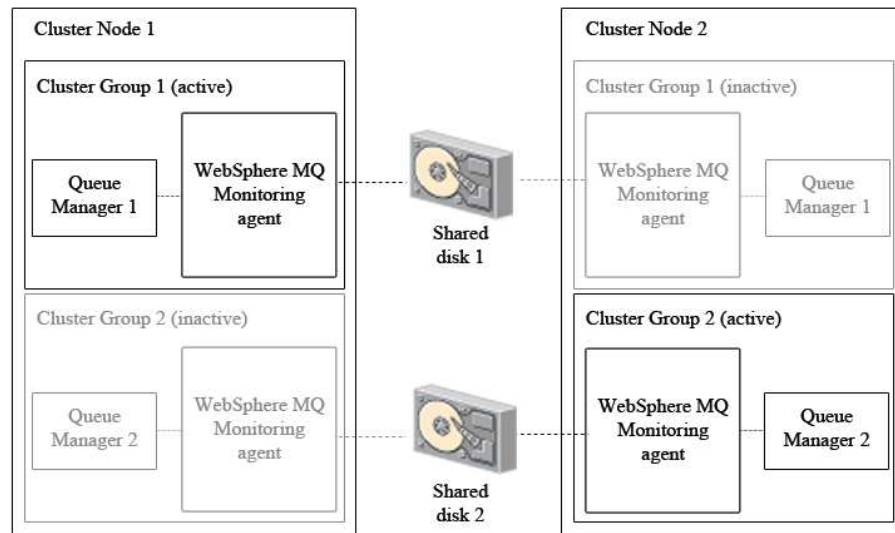 Cluster Node 1
Cluster Group 1 (active)
Queue
Manager 1
WebSphere MQ
Monitoring
agent
Cluster Group 2 (inactive)
Queue
Manager 2
WebSphere MQ
Monitoring
agent
Shared
disk 1
Shared
disk 2
Cluster Node 2
Cluster Group 1 (inactive)
WebSphere MQ
Monitoring
agent
Queue
Manager 1
Cluster Group 2 (active)
WebSphere MQ
Monitoring
agent
Queue
Manager 2